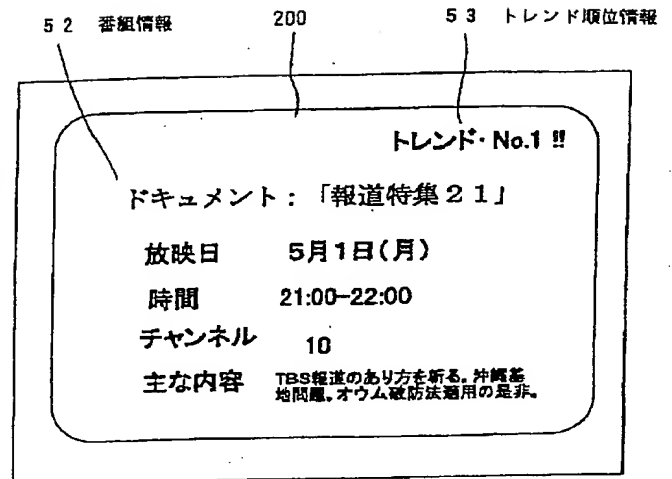 52 番組情報
200
53 トレンド順位情報
トレンド・No.1 !!
ドキュメント：「報道特集21」
放映日 5月1日(月)
時間 21:00-22:00
チャンネル 10
主な内容 TBS報道のあり方を斬る。沖縄基
地問題。オウム破防法適用の是非。